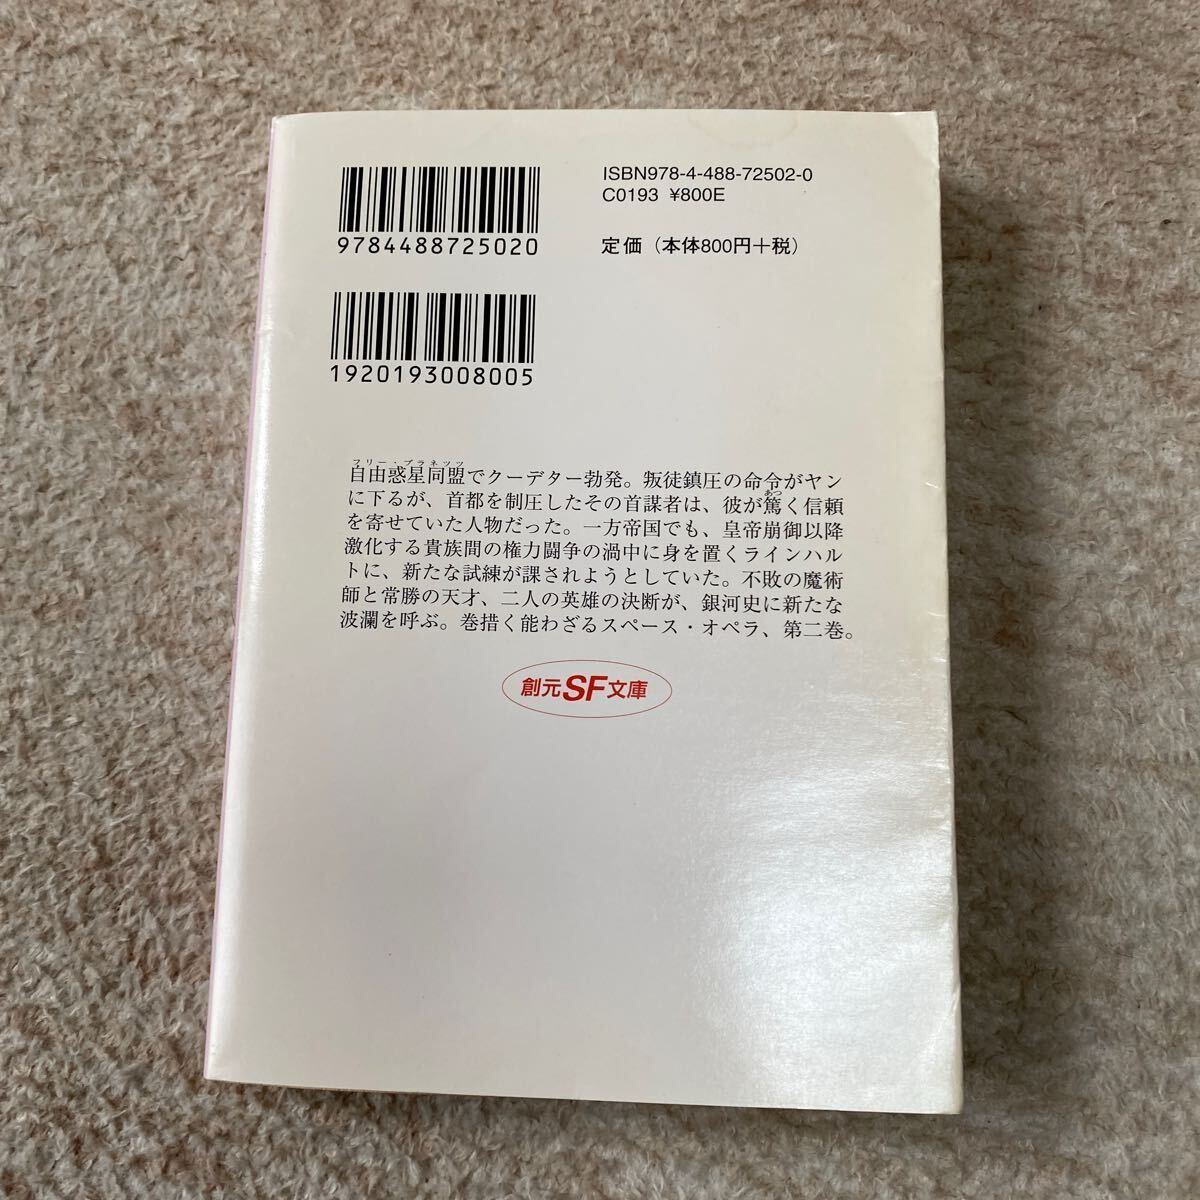 ISBN978-4-488-72502-0
C0193 ¥800E
定価（本体800円＋税）
9784488725020
1920193008005
フリー・プラネッツ
自由惑星同盟でクーデター勃発。叛徒鎮圧の命令がヤン
に下るが、首都を制圧したその首謀者は、彼が篤く信頼
あつ
を寄せていた人物だった。一方帝国でも、皇帝崩御以降
激化する貴族間の権力闘争の渦中に身を置くラインハル
トに、新たな試練が課されようとしていた。不敗の魔術
師と常勝の天才、二人の英雄の決断が、銀河史に新たな
波瀾を呼ぶ。巻措く能わざるスペース・オペラ、第二巻。
創元SF文庫